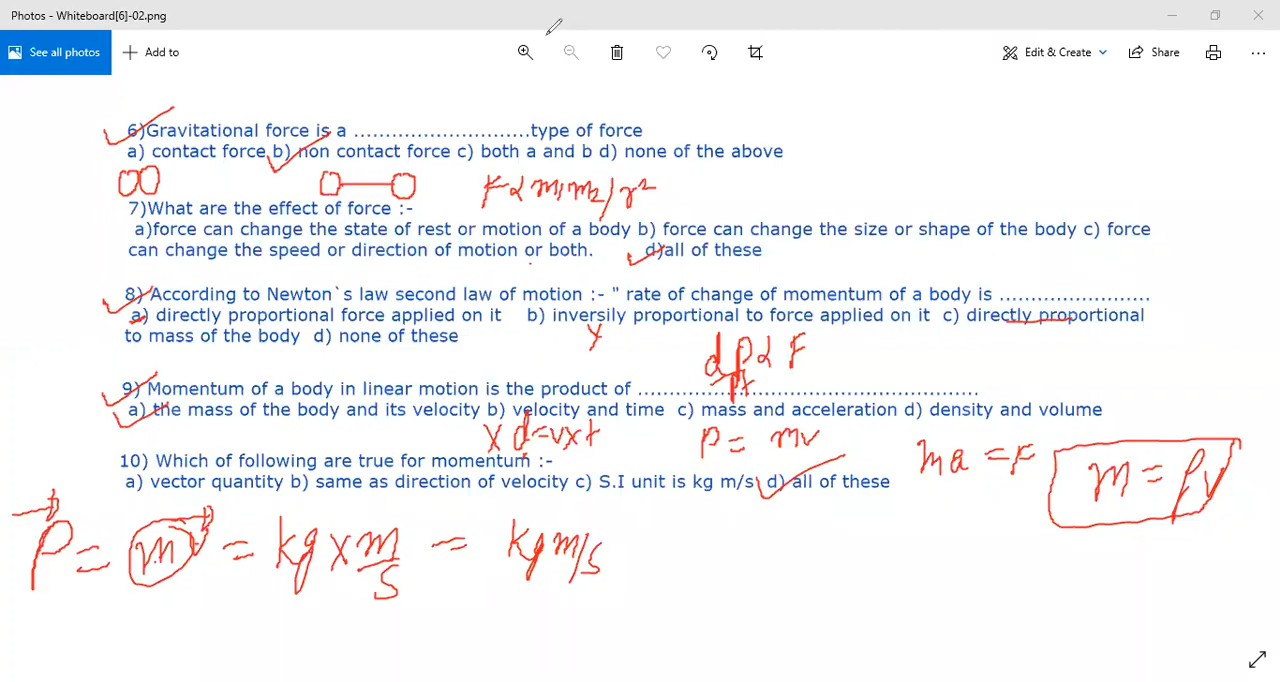 Photos - Whiteboard[6]-02.png
See all photos
Add to
Edit & Create
Share
6)Gravitational force is a ............................type of force
a) contact force b) non contact force c) both a and b d) none of the above
F α m1m2/r²
7)What are the effect of force :-
a)force can change the state of rest or motion of a body b) force can change the size or shape of the body c) force
can change the speed or direction of motion or both. d)all of these
8) According to Newton`s law second law of motion :- " rate of change of momentum of a body is ........................
a) directly proportional force applied on it b) inversily proportional to force applied on it c) directly proportional
to mass of the body d) none of these
9) Momentum of a body in linear motion is the product of ......................................................
a) the mass of the body and its velocity b) velocity and time c) mass and acceleration d) density and volume
X d=v×t P = mv
ma = F m = ρv
10) Which of following are true for momentum :-
a) vector quantity b) same as direction of velocity c) S.I unit is kg m/s d) all of these
= kg × m/s = kgm/s